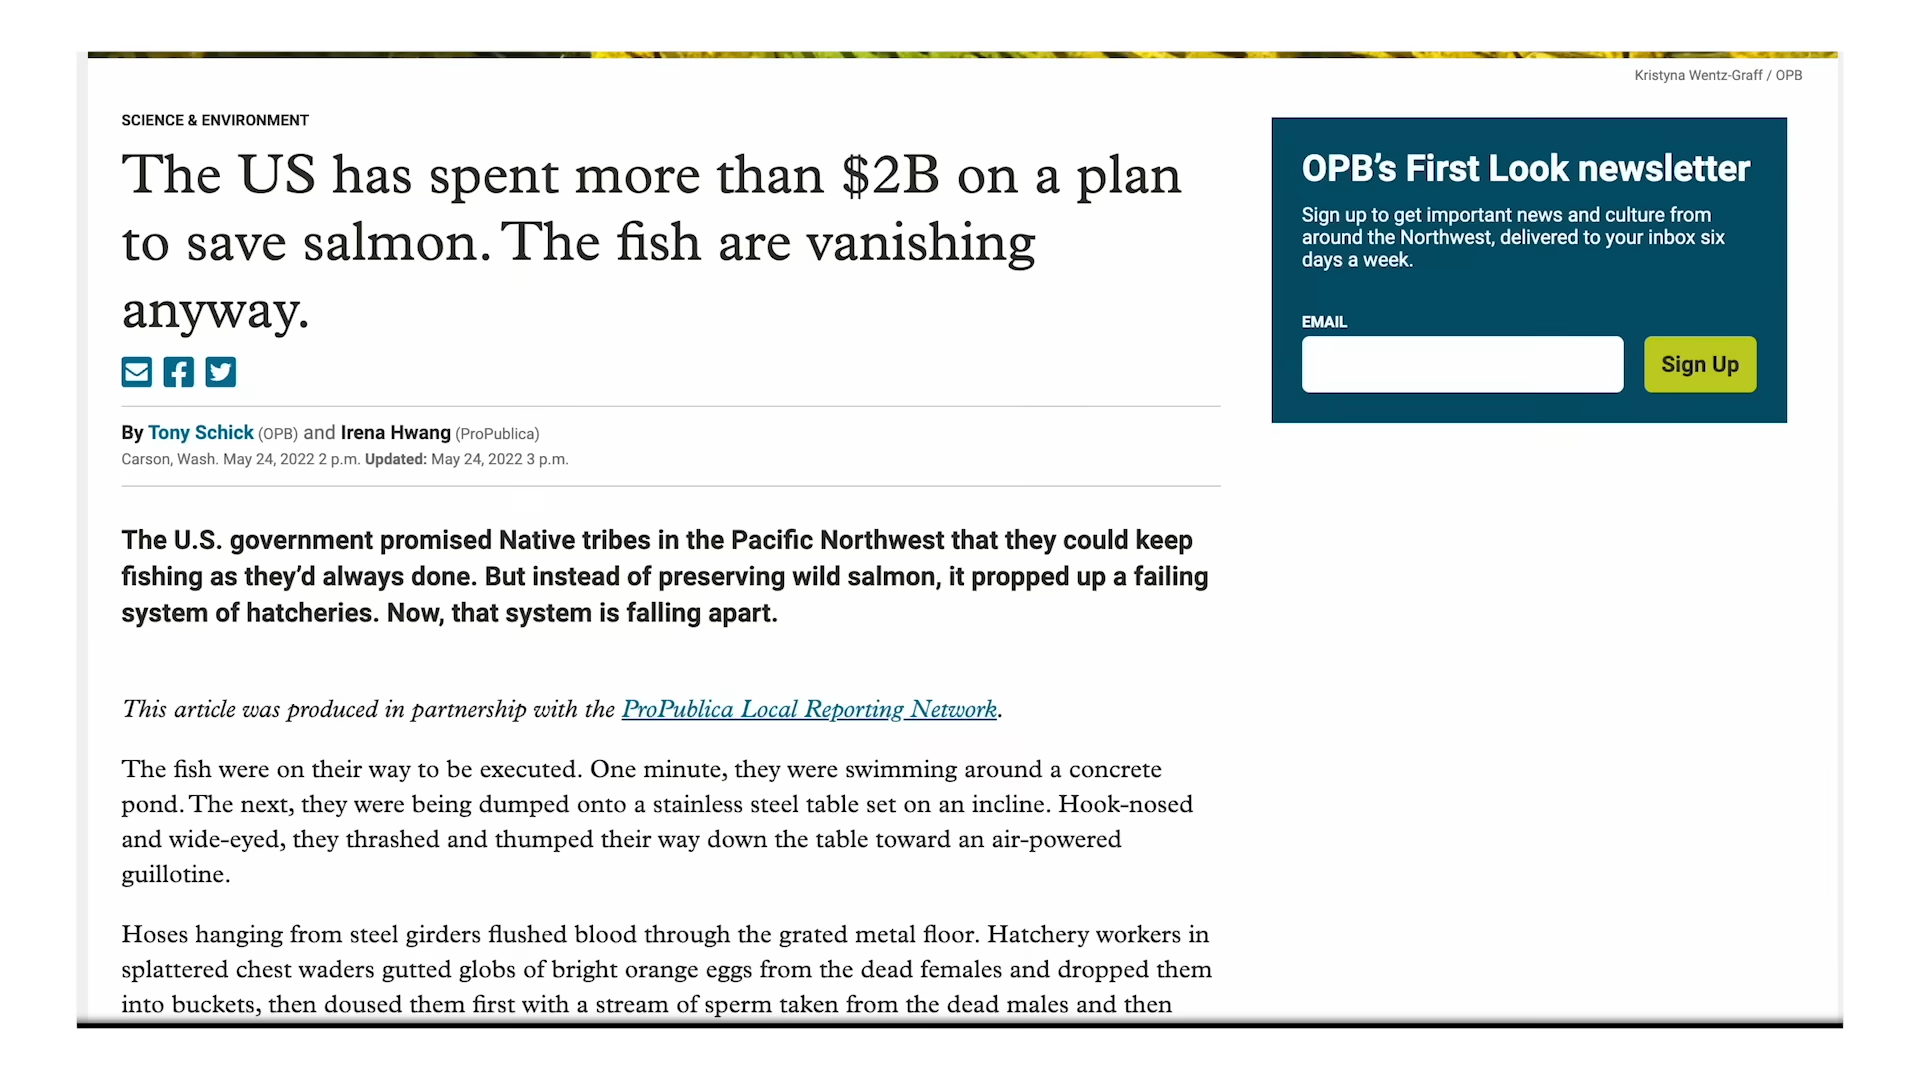 Kristyna Wentz-Graff / OPB
SCIENCE & ENVIRONMENT
The US has spent more than $2B on a plan
to save salmon. The fish are vanishing
anyway.
By Tony Schick (OPB) and Irena Hwang (ProPublica)
Carson, Wash. May 24, 2022 2 p.m. Updated: May 24, 2022 3 p.m.
The U.S. government promised Native tribes in the Pacific Northwest that they could keep
fishing as they’d always done. But instead of preserving wild salmon, it propped up a failing
system of hatcheries. Now, that system is falling apart.
This article was produced in partnership with the ProPublica Local Reporting Network.
The fish were on their way to be executed. One minute, they were swimming around a concrete
pond. The next, they were being dumped onto a stainless steel table set on an incline. Hook-nosed
and wide-eyed, they thrashed and thumped their way down the table toward an air-powered
guillotine.
Hoses hanging from steel girders flushed blood through the grated metal floor. Hatchery workers in
splattered chest waders gutted globs of bright orange eggs from the dead females and dropped them
into buckets, then doused them first with a stream of sperm taken from the dead males and then
OPB’s First Look newsletter
Sign up to get important news and culture from
around the Northwest, delivered to your inbox six
days a week.
EMAIL
Sign Up